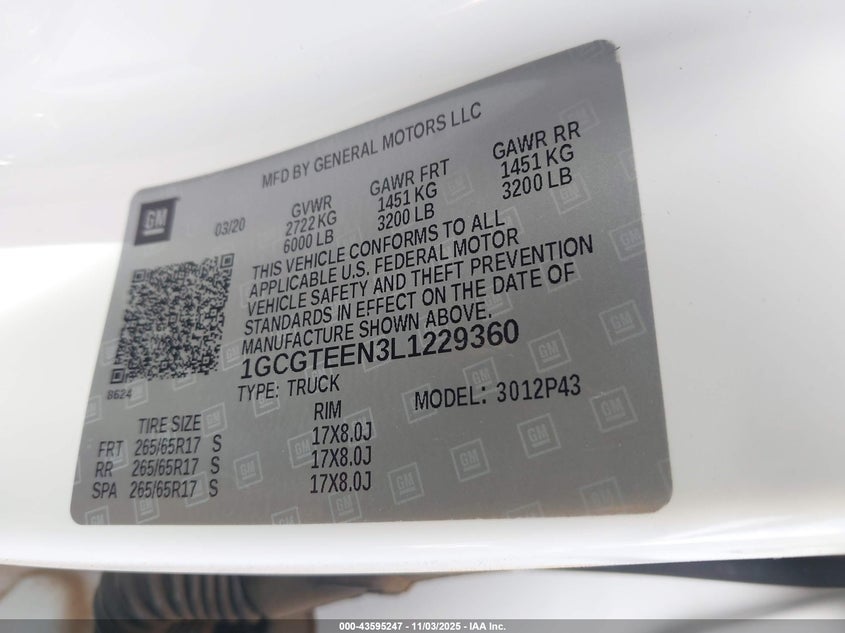 MFD BY GENERAL MOTORS LLC
GM
03/20
GVWR
2722 KG
6000 LB
GAWR FRT
1451 KG
3200 LB
GAWR RR
1451 KG
3200 LB
THIS VEHICLE CONFORMS TO ALL
APPLICABLE U.S. FEDERAL MOTOR
VEHICLE SAFETY AND THEFT PREVENTION
STANDARDS IN EFFECT ON THE DATE OF
MANUFACTURE SHOWN ABOVE.
1GCGTEEN3L1229360
8624
TYPE: TRUCK
MODEL: 3012P43
TIRE SIZE RIM
FRT 265/65R17 S 17X8.0J
RR 265/65R17 S 17X8.0J
SPA 265/65R17 S 17X8.0J
000-43595247 - 11/03/2025 - IAA Inc.